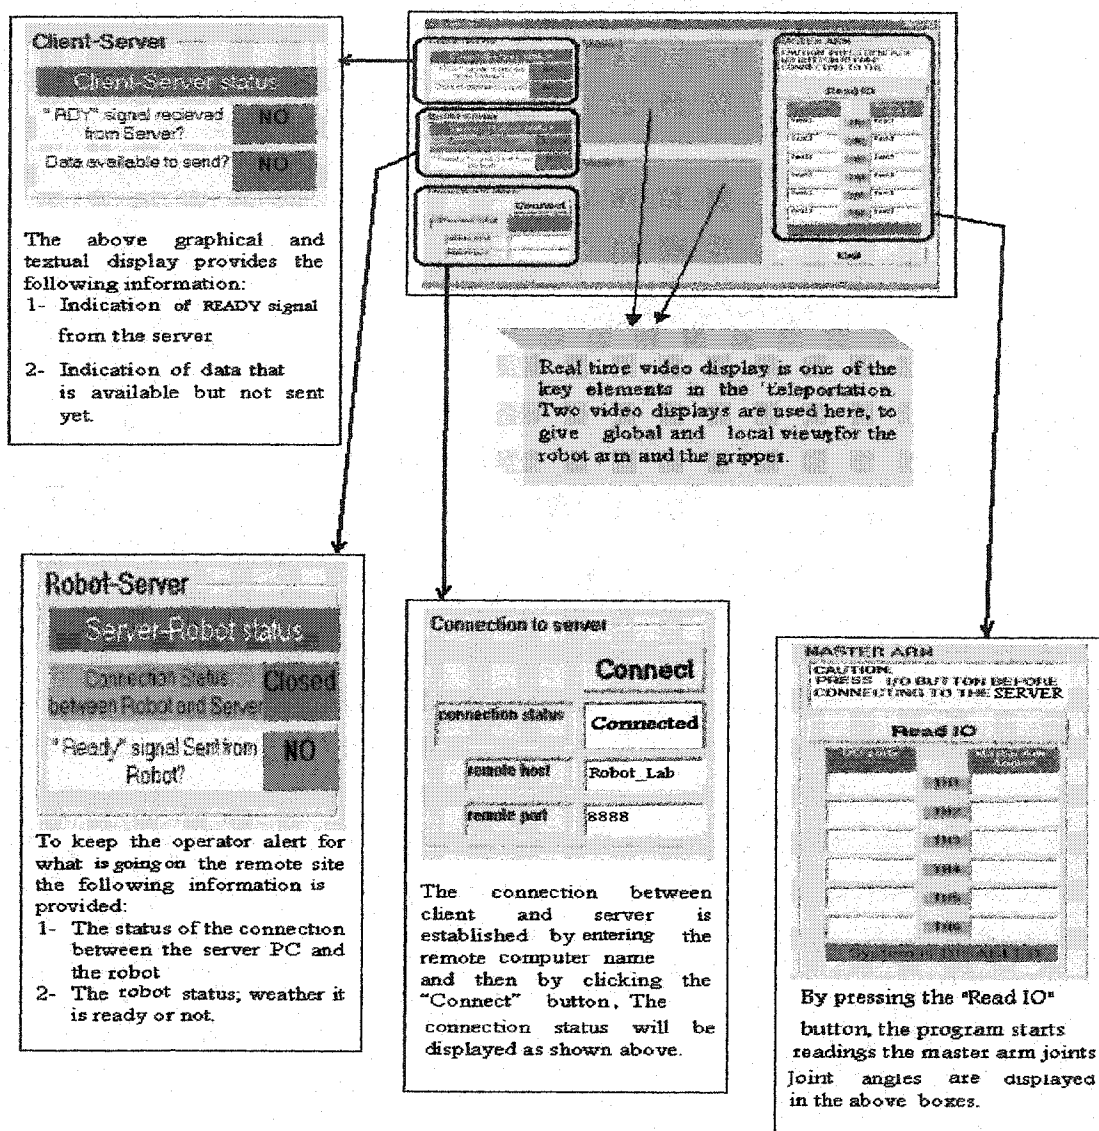 Client-Server
Client-Server status
"RDY" signal recieved
from Server?
NO
Data available to send?
NO
The above graphical and
textual display provides the
following information:
1- Indication of READY signal
from the server
2- Indication of data that
is available but not sent
yet.
MASTER ARM
Read IO
Connect
Real time video display is one of the
key elements in the Teleportation.
Two video displays are used here, to
give global and local views for the
robot arm and the gripper.
Robot-Server
Server-Robot status
Connection Status
between Robot and Server
Closed
"Ready" signal Sent from
Robot?
NO
To keep the operator alert for
what is going on the remote site
the following information is
provided:
1- The status of the connection
between the server PC and
the robot
2- The robot status; weather it
is ready or not.
Connection to server
Connect
connection status
Connected
remote host
Robot_Lab
remote port
8888
The connection between
client and server is
established by entering the
remote computer name
and then by clicking the
"Connect" button. The
connection status will be
displayed as shown above.
MASTER ARM
CAUTION:
PRESS I/O BUTTON BEFORE
CONNECTING TO THE SERVER
Read IO
TH1
TH2
TH3
TH4
TH5
TH6
System is DISABLED
By pressing the "Read IO"
button, the program starts
readings the master arm joints
Joint angles are displayed
in the above boxes.